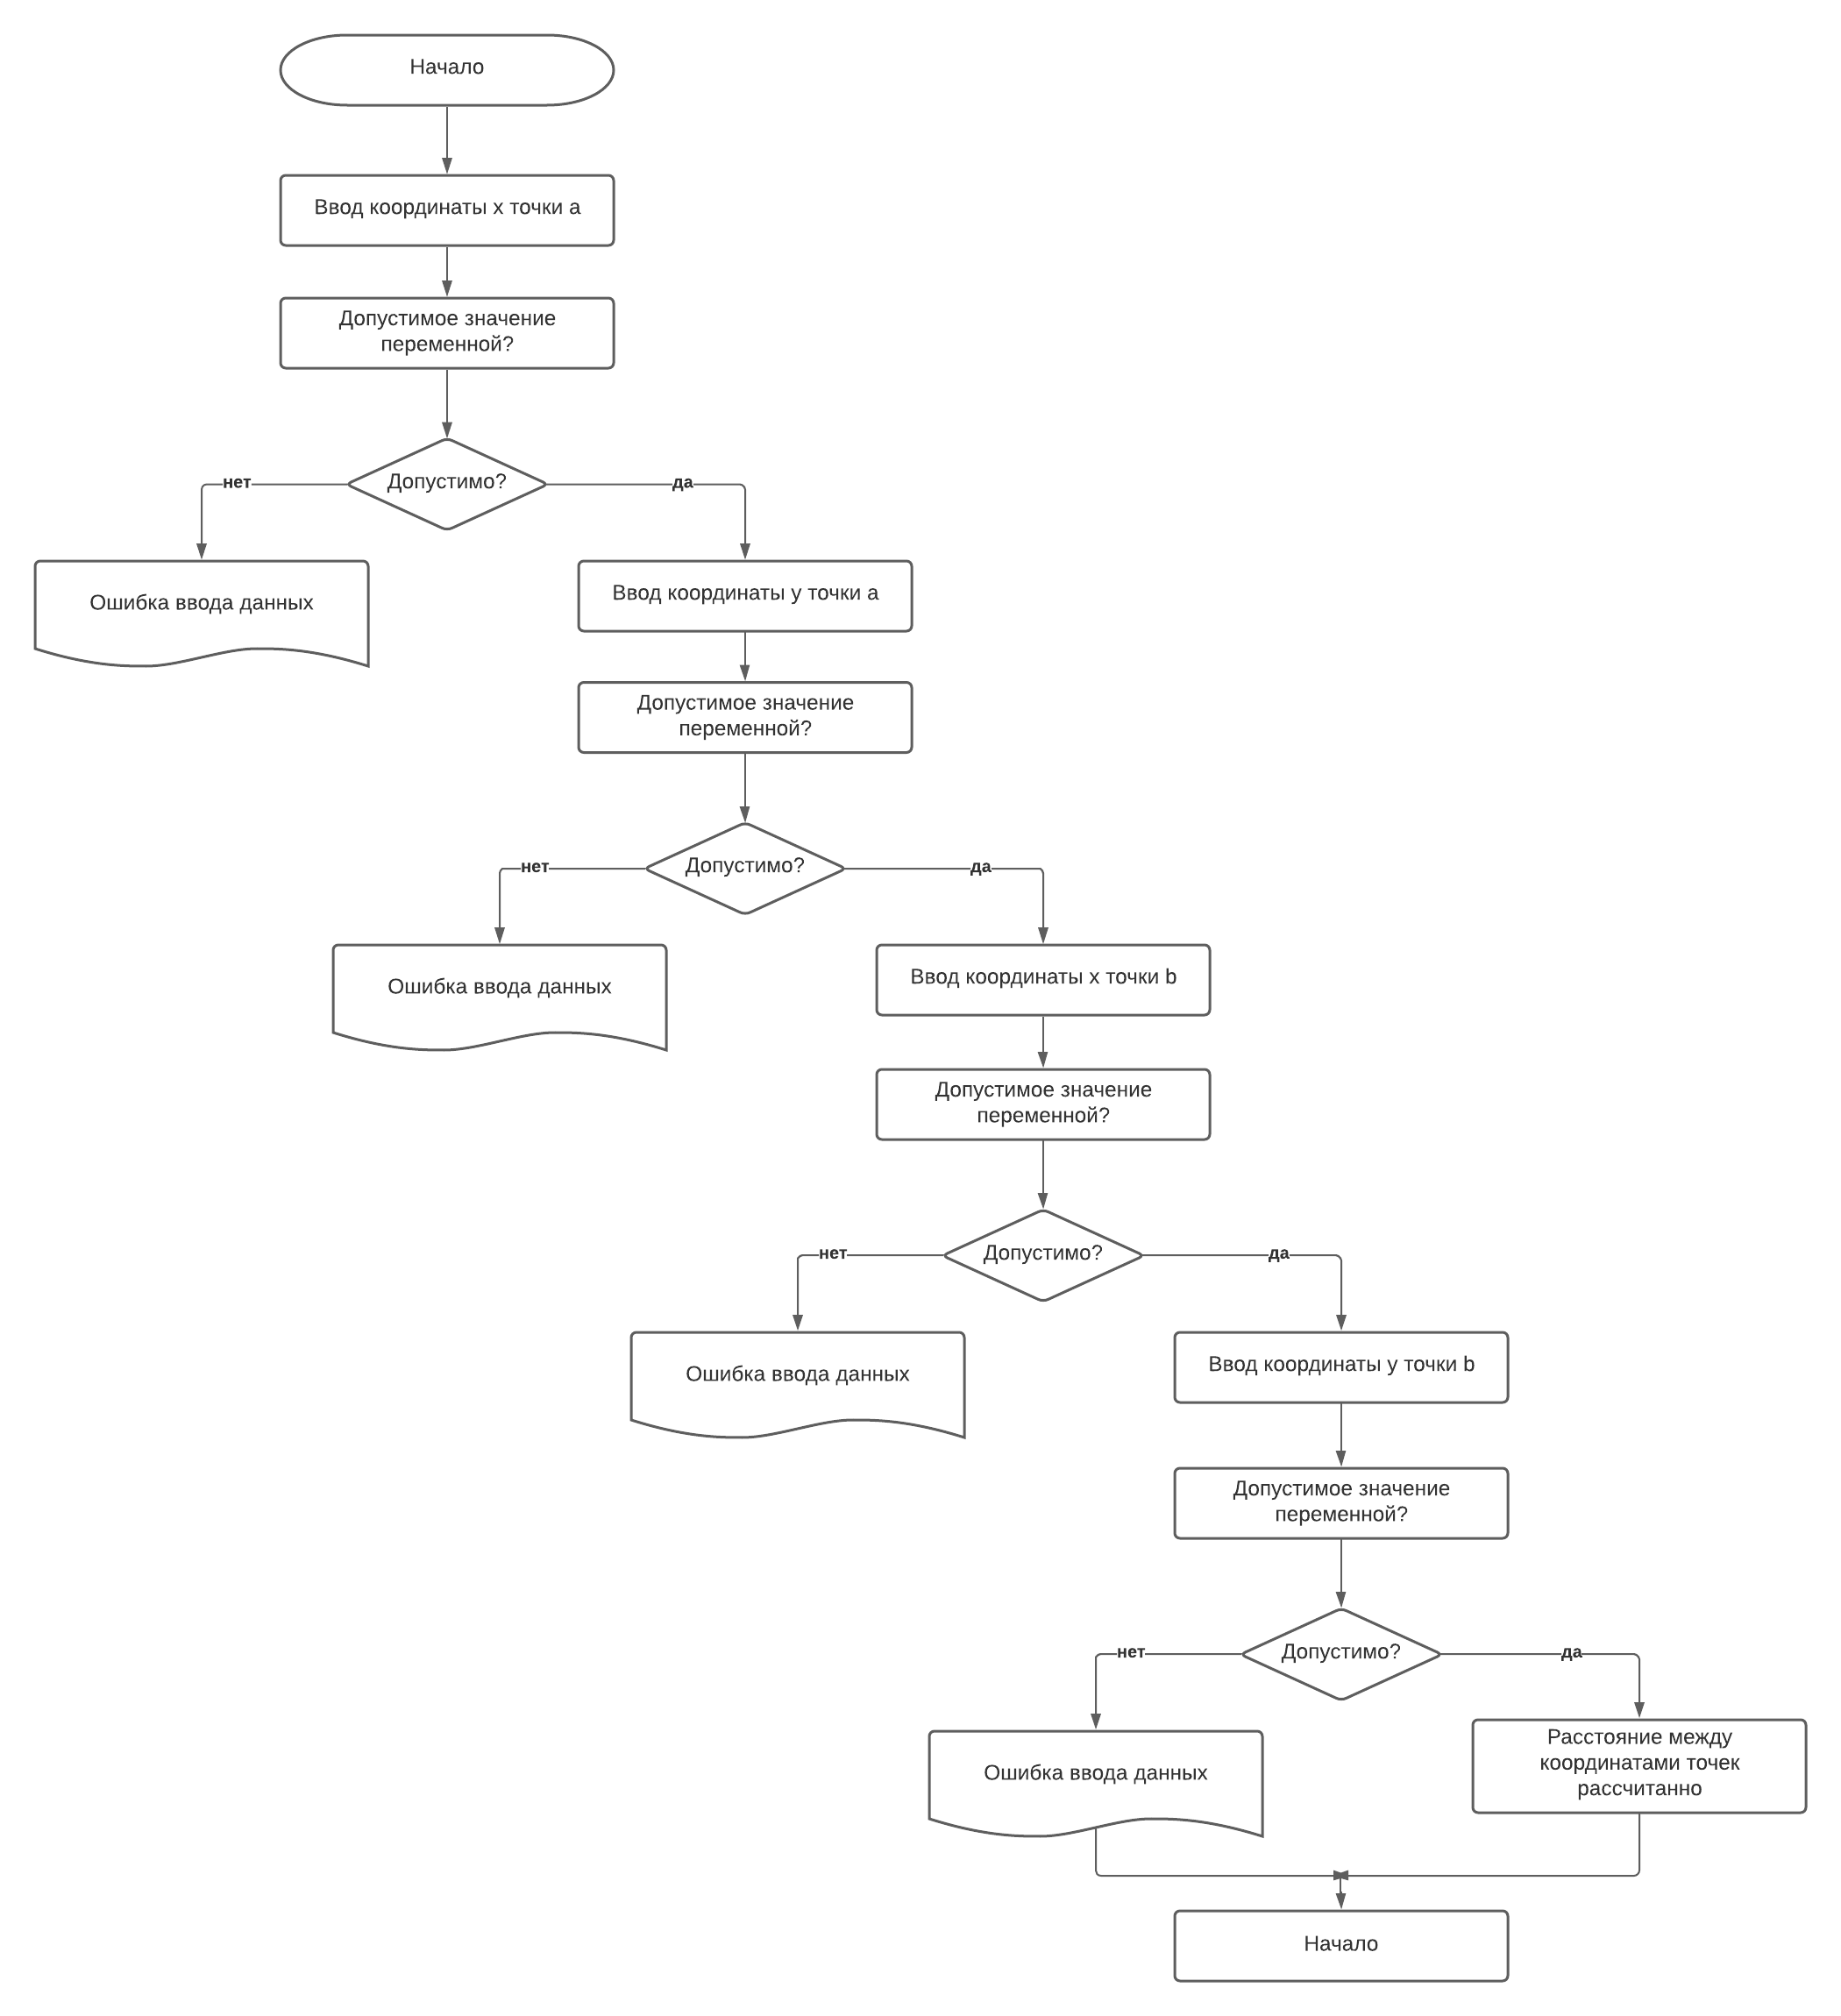 Начало
Ввод координаты x точки a
Допустимое значение
переменной?
Допустимо?
нет
да
Ошибка ввода данных
Ввод координаты y точки a
Допустимое значение
переменной?
Допустимо?
нет
да
Ошибка ввода данных
Ввод координаты x точки b
Допустимое значение
переменной?
Допустимо?
нет
да
Ошибка ввода данных
Ввод координаты y точки b
Допустимое значение
переменной?
Допустимо?
нет
да
Ошибка ввода данных
Расстояние между
координатами точек
рассчитанно
Начало